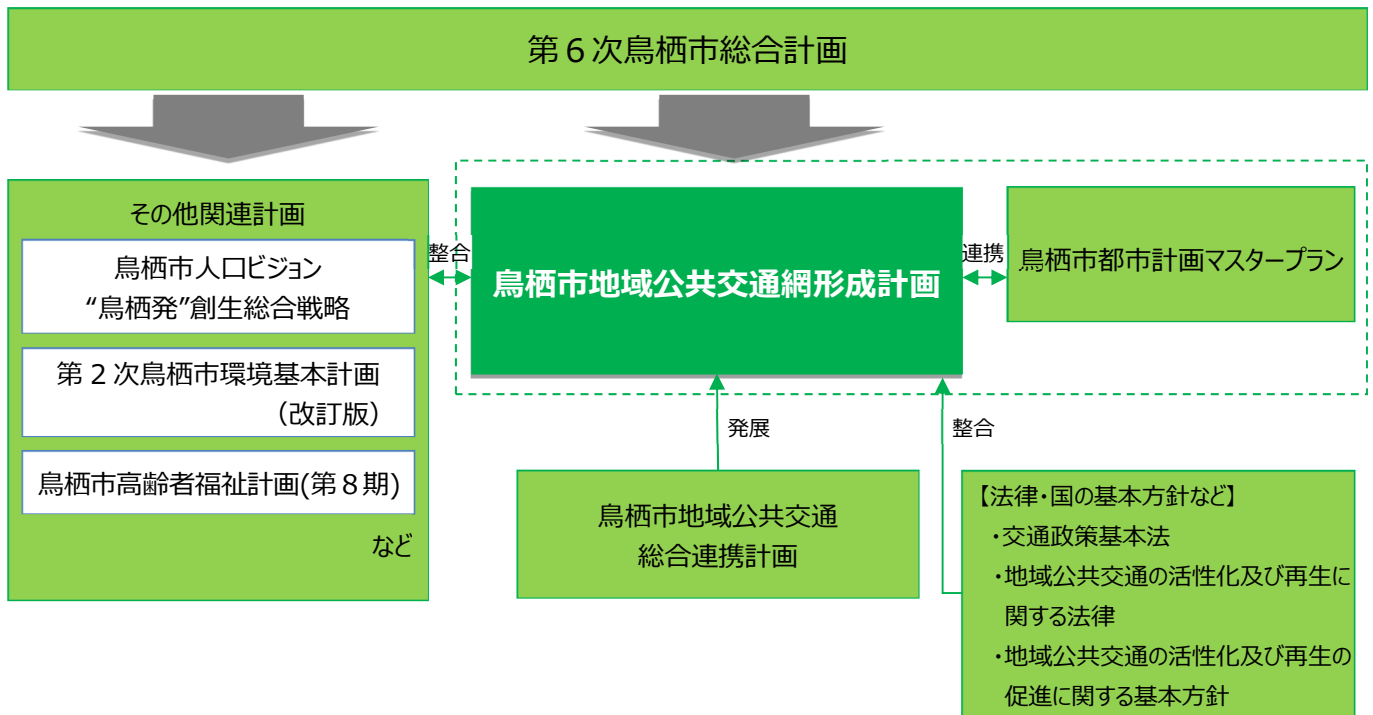 第６次鳥栖市総合計画
その他関連計画
鳥栖市人口ビジョン
“鳥栖発”創生総合戦略
第２次鳥栖市環境基本計画
（改訂版）
鳥栖市高齢者福祉計画(第８期)
など
整合
鳥栖市地域公共交通網形成計画
連携
鳥栖市都市計画マスタープラン
発展
整合
鳥栖市地域公共交通
総合連携計画
【法律・国の基本方針など】
・交通政策基本法
・地域公共交通の活性化及び再生に
関する法律
・地域公共交通の活性化及び再生の
促進に関する基本方針